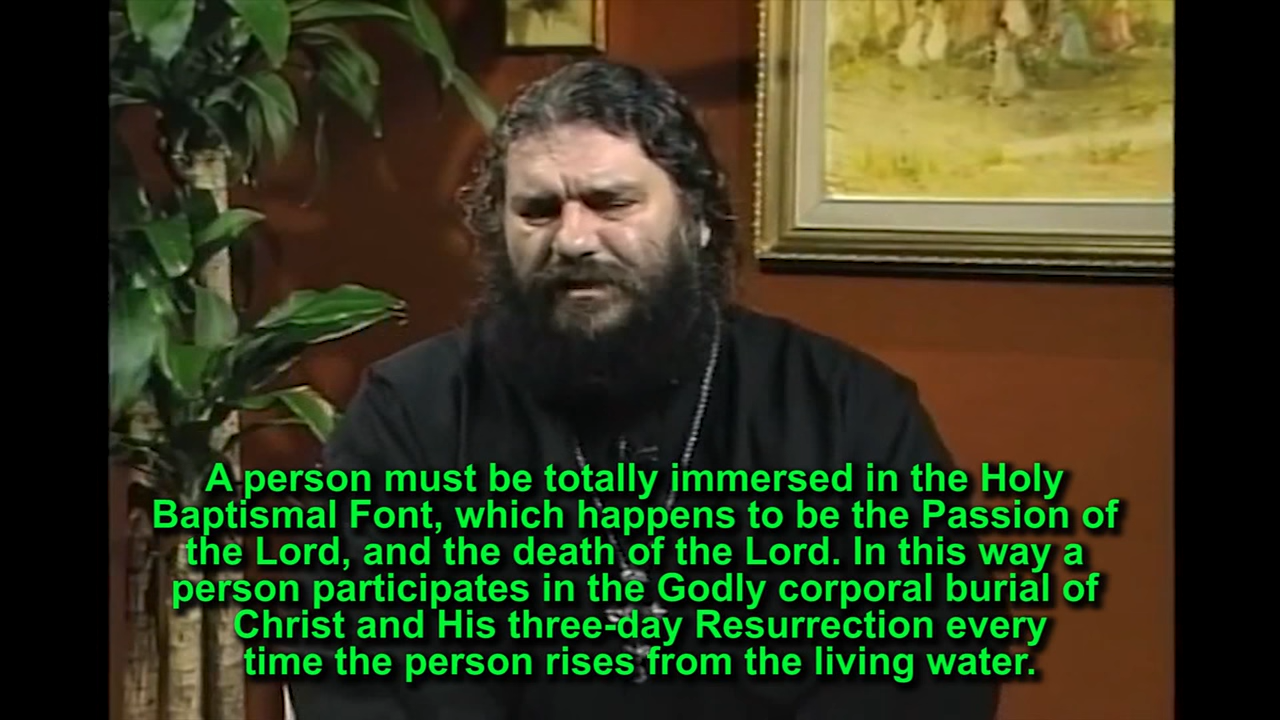 A person must be totally immersed in the Holy
Baptismal Font, which happens to be the Passion of
the Lord, and the death of the Lord. In this way a
person participates in the Godly corporal burial of
Christ and His three-day Resurrection every
time the person rises from the living water.